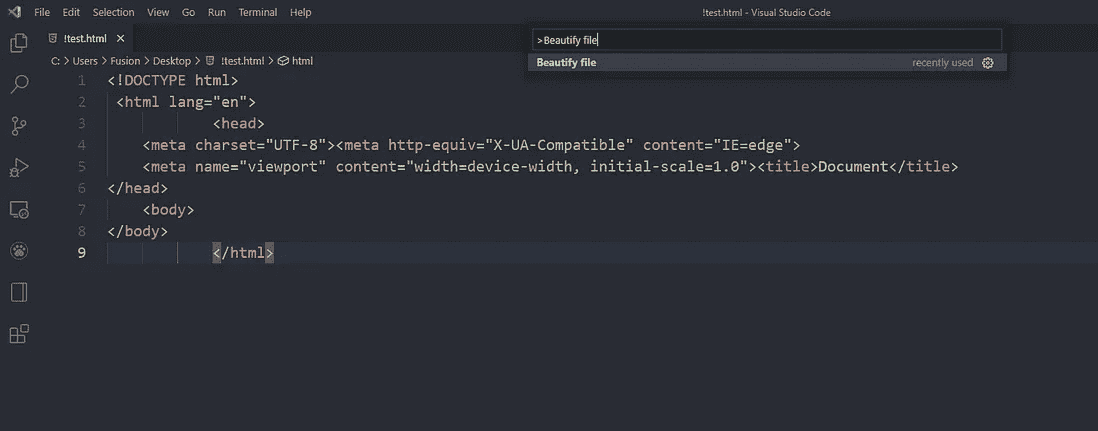 File Edit Selection View Go Run Terminal Help !test.html - Visual Studio Code
!test.html
>Beautify file
Beautify file recently used
C: > Users > Fusion > Desktop > !test.html > html
1 <!DOCTYPE html>
2 <html lang="en">
3 <head>
4 <meta charset="UTF-8"><meta http-equiv="X-UA-Compatible" content="IE=edge">
5 <meta name="viewport" content="width=device-width, initial-scale=1.0"><title>Document</title>
6 </head>
7 <body>
8 </body>
9 </html>